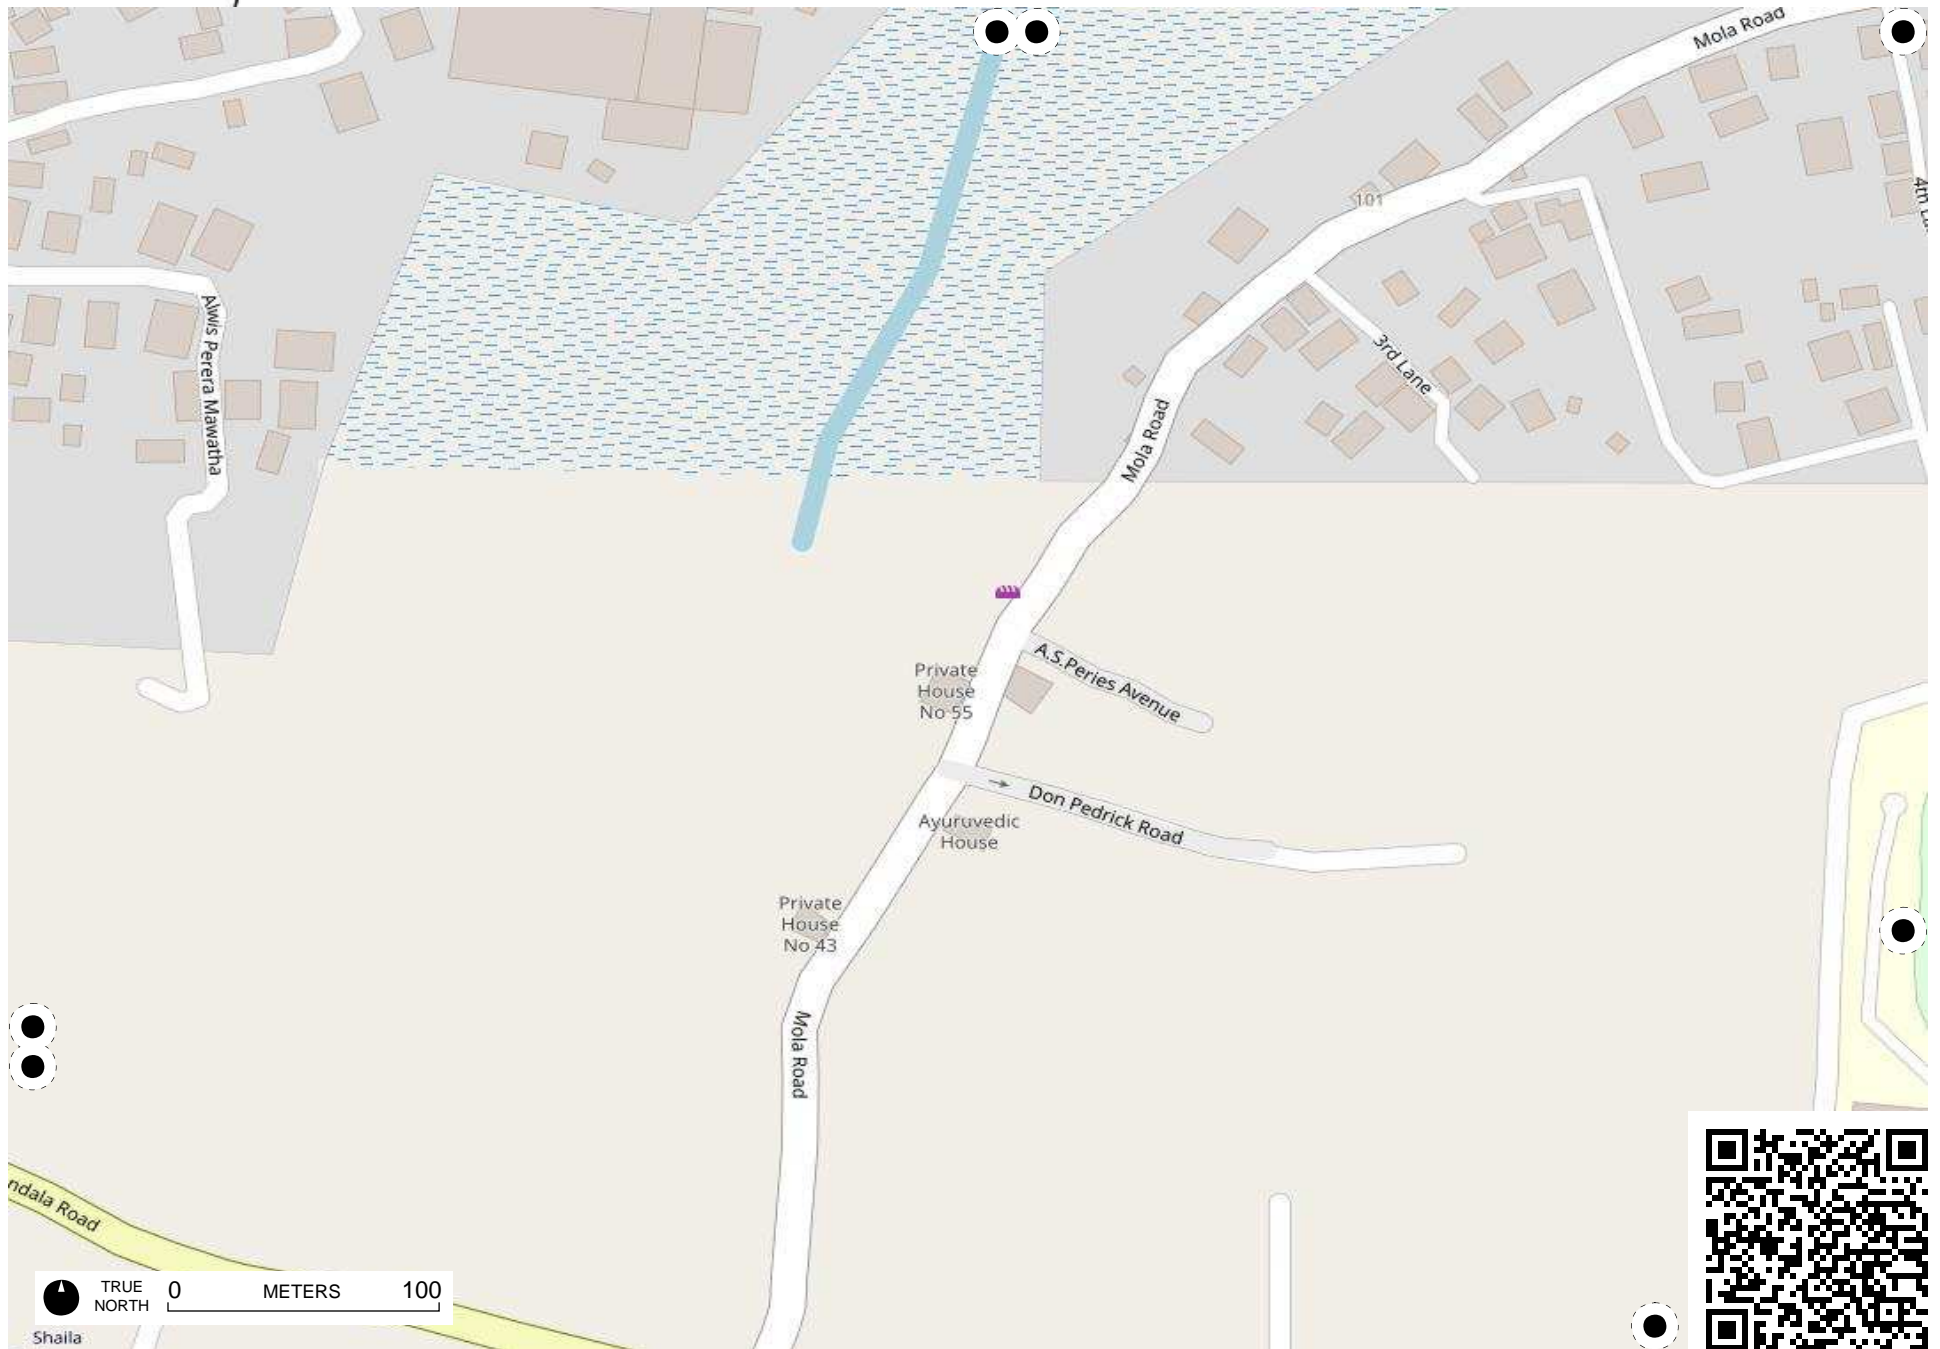 Mola Road
101
Alwis Perera Mawatha
3rd Lane
4th
Mola Road
A.S.Peries Avenue
Private
House
No 55
Don Pedrick Road
Ayuruvedic
House
Private
House
No 43
Mola Road
ndala Road
TRUE
NORTH
0 METERS 100
Shaila